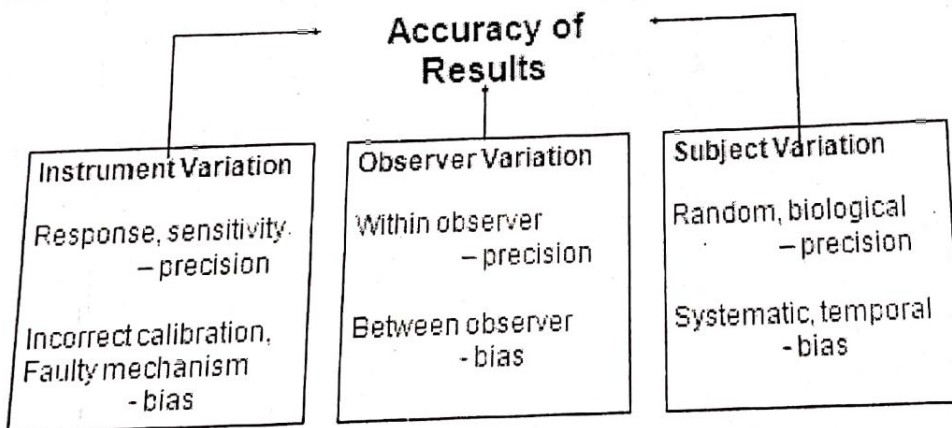 Accuracy of
Results
Instrument Variation
Response, sensitivity.
– precision
Incorrect calibration,
Faulty mechanism
- bias
Observer Variation
Within observer
– precision
Between observer
- bias
Subject Variation
Random, biological
– precision
Systematic, temporal
- bias